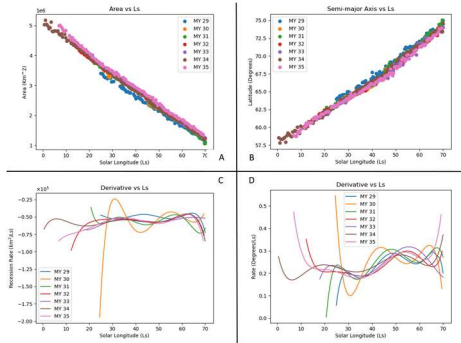 Area vs Ls
1e6
Area (Km^2)
5
4
3
2
1
0 10 20 30 40 50 60 70
Solar Longitude (Ls)
MY 29
MY 30
MY 31
MY 32
MY 33
MY 34
MY 35
A
Semi-major Axis vs Ls
Latitude (Degrees)
75.0
72.5
70.0
67.5
65.0
62.5
60.0
57.5
0 10 20 30 40 50 60 70
Solar Longitude (Ls)
MY 29
MY 30
MY 31
MY 32
MY 33
MY 34
MY 35
B
C
Derivative vs Ls
×10⁵
-0.25
-0.50
-0.75
-1.00
-1.25
-1.50
-1.75
-2.00
0 10 20 30 40 50 60 70
Solar Longitude (Ls)
MY 29
MY 30
MY 31
MY 32
MY 33
MY 34
MY 35
D
Derivative vs Ls
Rate (Degrees/Ls)
0.5
0.4
0.3
0.2
0.1
0.0
0 10 20 30 40 50 60 70
Solar Longitude (Ls)
MY 29
MY 30
MY 31
MY 32
MY 33
MY 34
MY 35